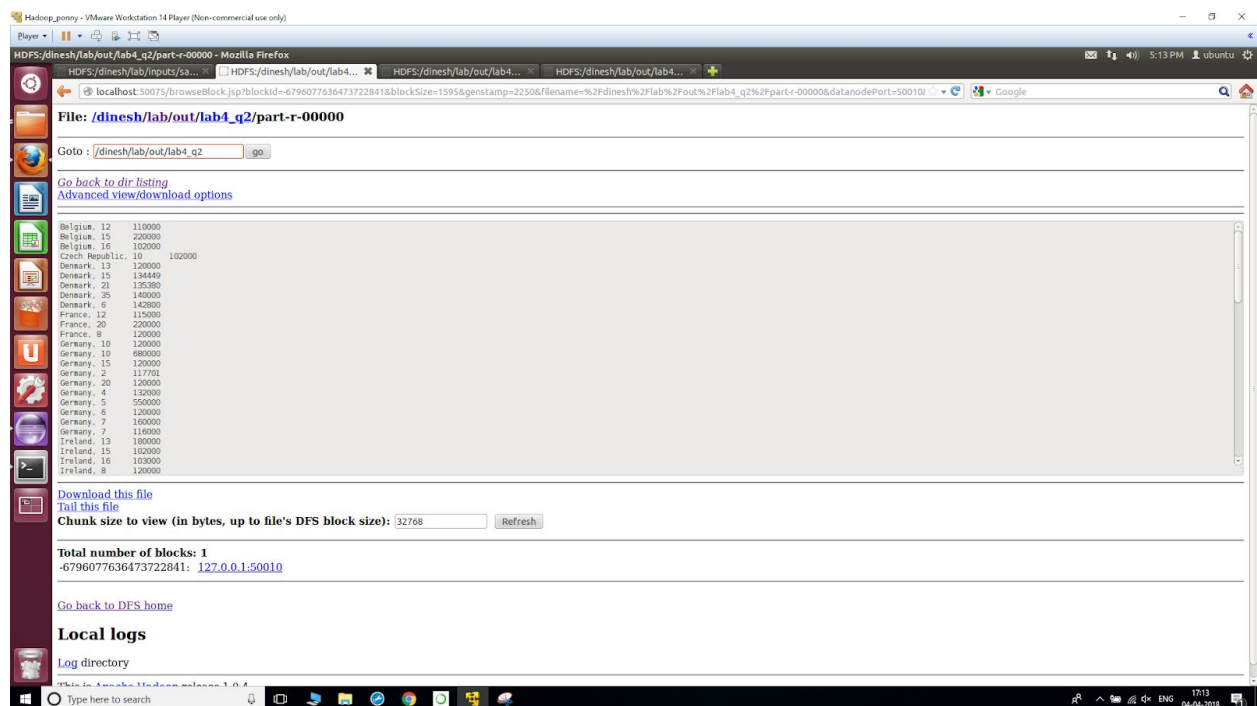 Hadoop_ponny - VMware Workstation 14 Player (Non-commercial use only)
Player
HDFS:/dinesh/lab/out/lab4_q2/part-r-00000 - Mozilla Firefox
5:13 PM ubuntu
HDFS:/dinesh/lab/inputs/sa...
HDFS:/dinesh/lab/out/lab4...
HDFS:/dinesh/lab/out/lab4...
HDFS:/dinesh/lab/out/lab4...
localhost:50075/browseBlock.jsp?blockId=-6796077636473722841&blockSize=1595&genstamp=2250&filename=%2Fdinesh%2Flab%2Fout%2Flab4_q2%2Fpart-r-00000&datanodePort=50010&
Google
File: /dinesh/lab/out/lab4_q2/part-r-00000
Goto : /dinesh/lab/out/lab4_q2 go
Go back to dir listing
Advanced view/download options
Belgium, 12 110000
Belgium, 15 220000
Belgium, 16 102000
Czech Republic, 10 102000
Denmark, 13 120000
Denmark, 15 134449
Denmark, 21 135380
Denmark, 35 140000
Denmark, 6 142800
France, 12 115000
France, 20 220000
France, 8 120000
Germany, 10 120000
Germany, 10 680000
Germany, 15 120000
Germany, 2 117701
Germany, 20 120000
Germany, 4 132000
Germany, 5 550000
Germany, 6 120000
Germany, 7 160000
Germany, 7 116000
Ireland, 13 180000
Ireland, 15 102000
Ireland, 16 103000
Ireland, 8 120000
Download this file
Tail this file
Chunk size to view (in bytes, up to file's DFS block size): 32768 Refresh
Total number of blocks: 1
-6796077636473722841: 127.0.0.1:50010
Go back to DFS home
Local logs
Log directory
This is Apache Hadoop release 1.0.4
Type here to search
ENG
17:13
04-04-2018